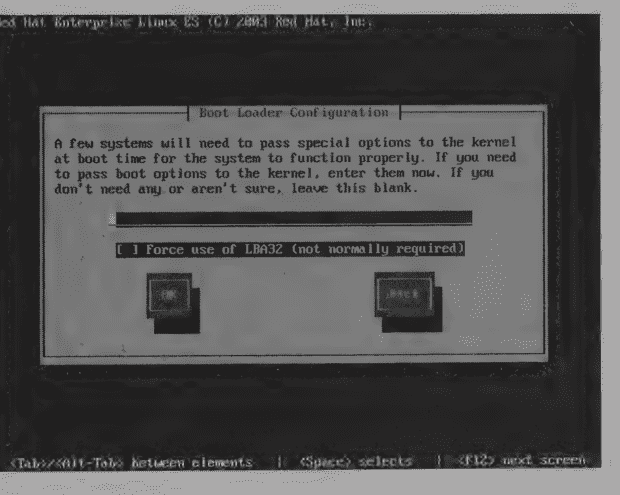 Red Hat Enterprise Linux ES (C) 2003 Red Hat, Inc.
Boot Loader Configuration
A few systems will need to pass special options to the kernel
at boot time for the system to function properly. If you need
to pass boot options to the kernel, enter them now. If you
don't need any or aren't sure, leave this blank.
[ ] Force use of LBA32 (not normally required)
OK Back
<Tab>/<Alt-Tab> between elements | <Space> selects | <F12> next screen